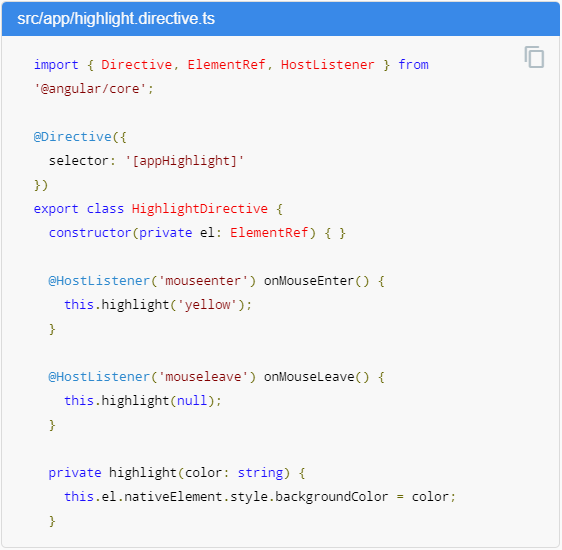 src/app/highlight.directive.ts
import { Directive, ElementRef, HostListener } from
'@angular/core';
@Directive({
  selector: '[appHighlight]'
})
export class HighlightDirective {
  constructor(private el: ElementRef) { }
  @HostListener('mouseenter') onMouseEnter() {
    this.highlight('yellow');
  }
  @HostListener('mouseleave') onMouseLeave() {
    this.highlight(null);
  }
  private highlight(color: string) {
    this.el.nativeElement.style.backgroundColor = color;
  }